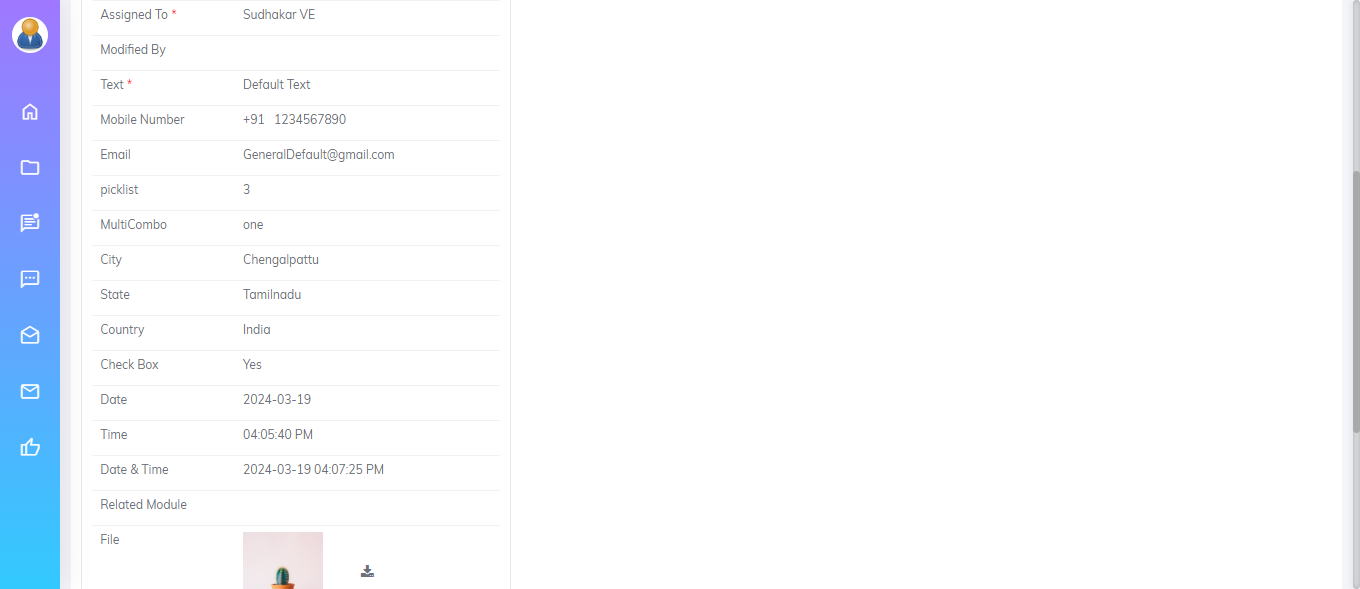 Assigned To * Sudhakar VE
Modified By
Text * Default Text
Mobile Number +91 1234567890
Email GeneralDefault@gmail.com
picklist 3
MultiCombo one
City Chengalpattu
State Tamilnadu
Country India
Check Box Yes
Date 2024-03-19
Time 04:05:40 PM
Date & Time 2024-03-19 04:07:25 PM
Related Module
File